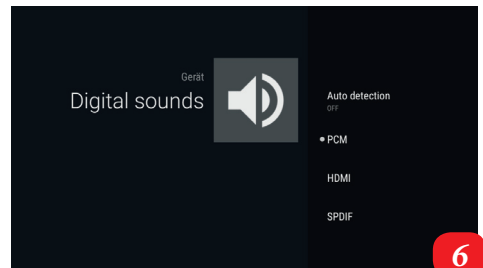 Gerät
Digital sounds
Auto detection
OFF
PCM
HDMI
SPDIF
6